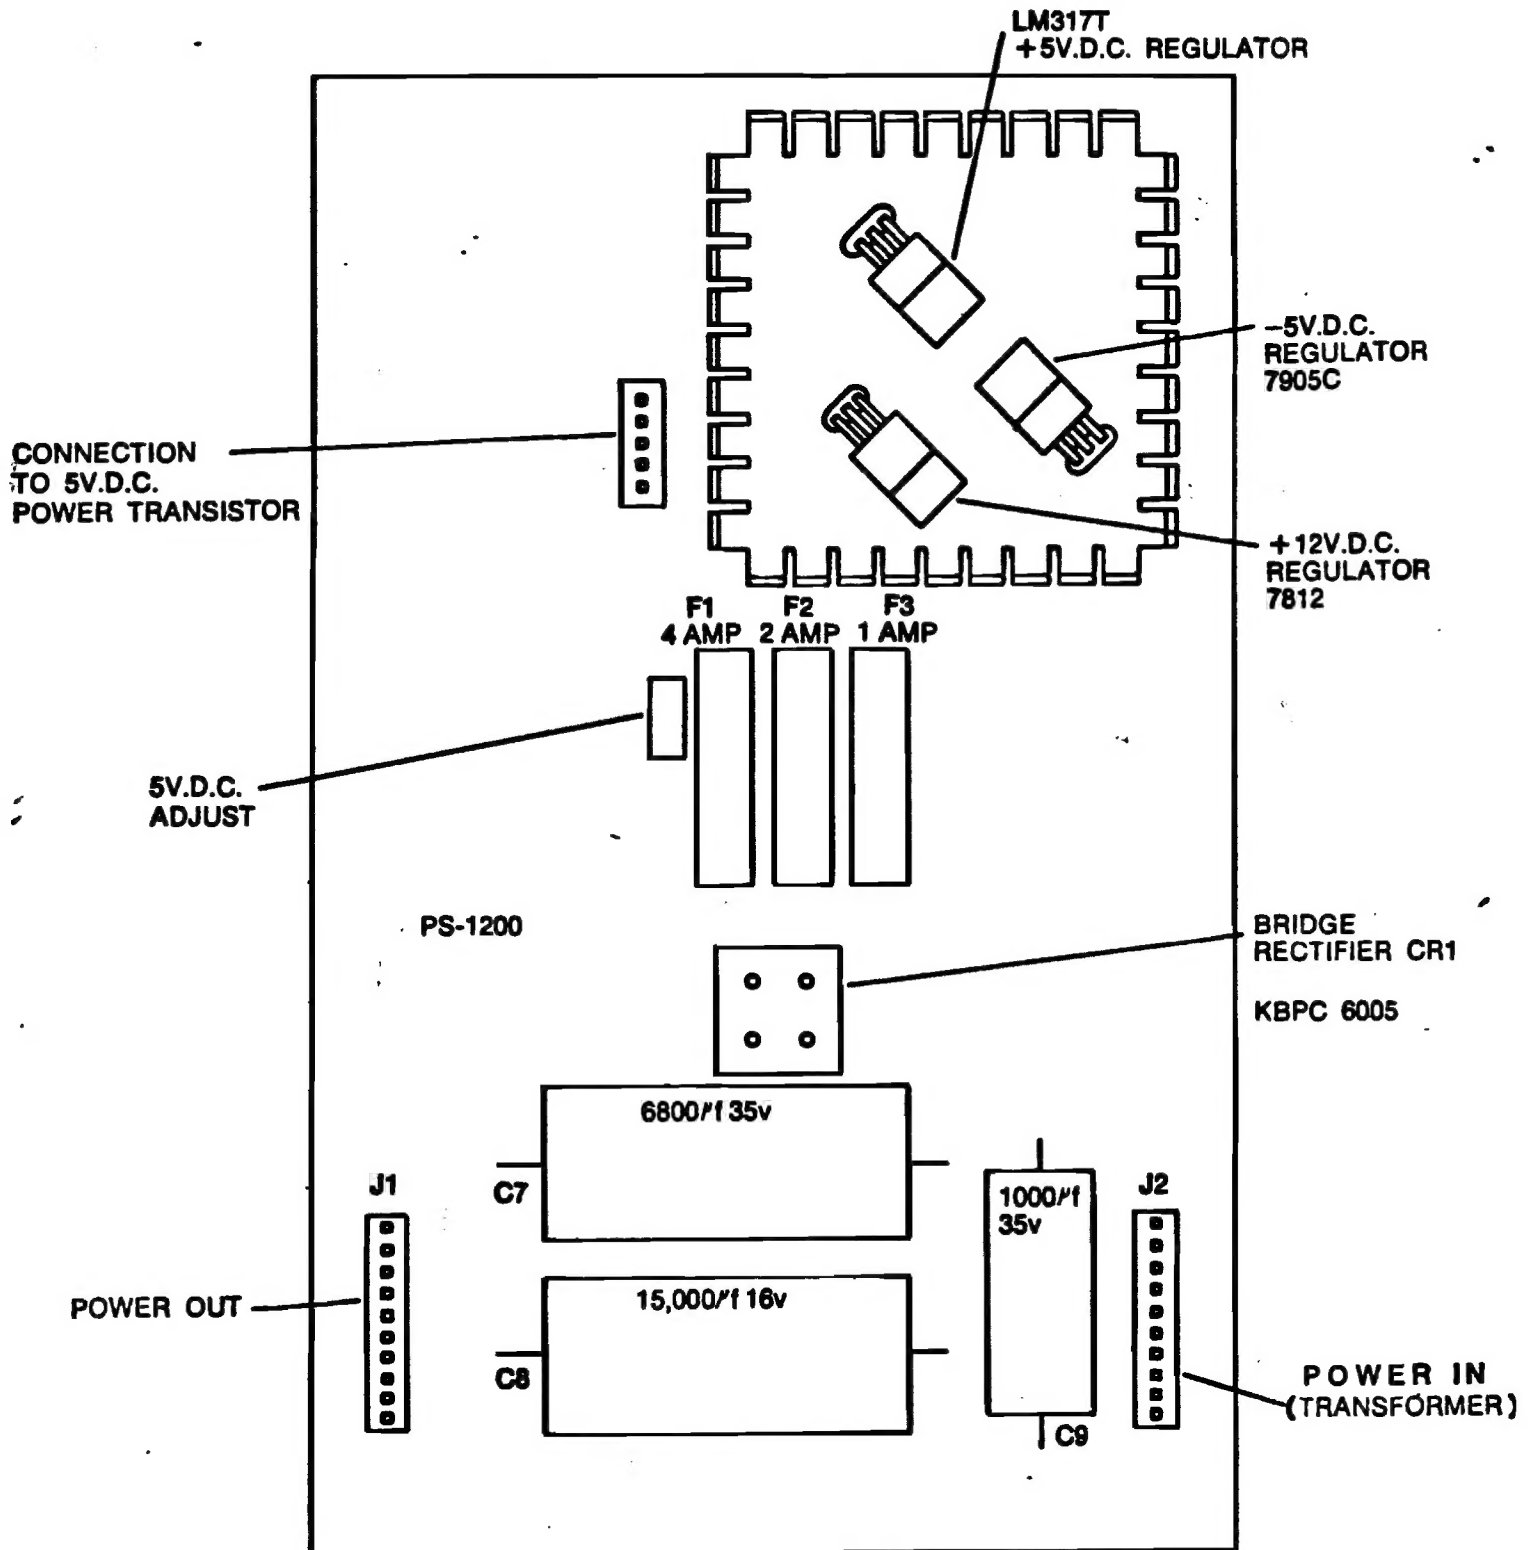 LM317T
+5V.D.C. REGULATOR
-5V.D.C.
REGULATOR
7905C
CONNECTION
TO 5V.D.C.
POWER TRANSISTOR
+12V.D.C.
REGULATOR
7812
F1
4 AMP
F2
2 AMP
F3
1 AMP
5V.D.C.
ADJUST
PS-1200
BRIDGE
RECTIFIER CR1
KBPC 6005
6800µf 35v
C7
J1
1000µf
35v
J2
POWER OUT
15,000µf 16v
C8
C9
POWER IN
(TRANSFORMER)